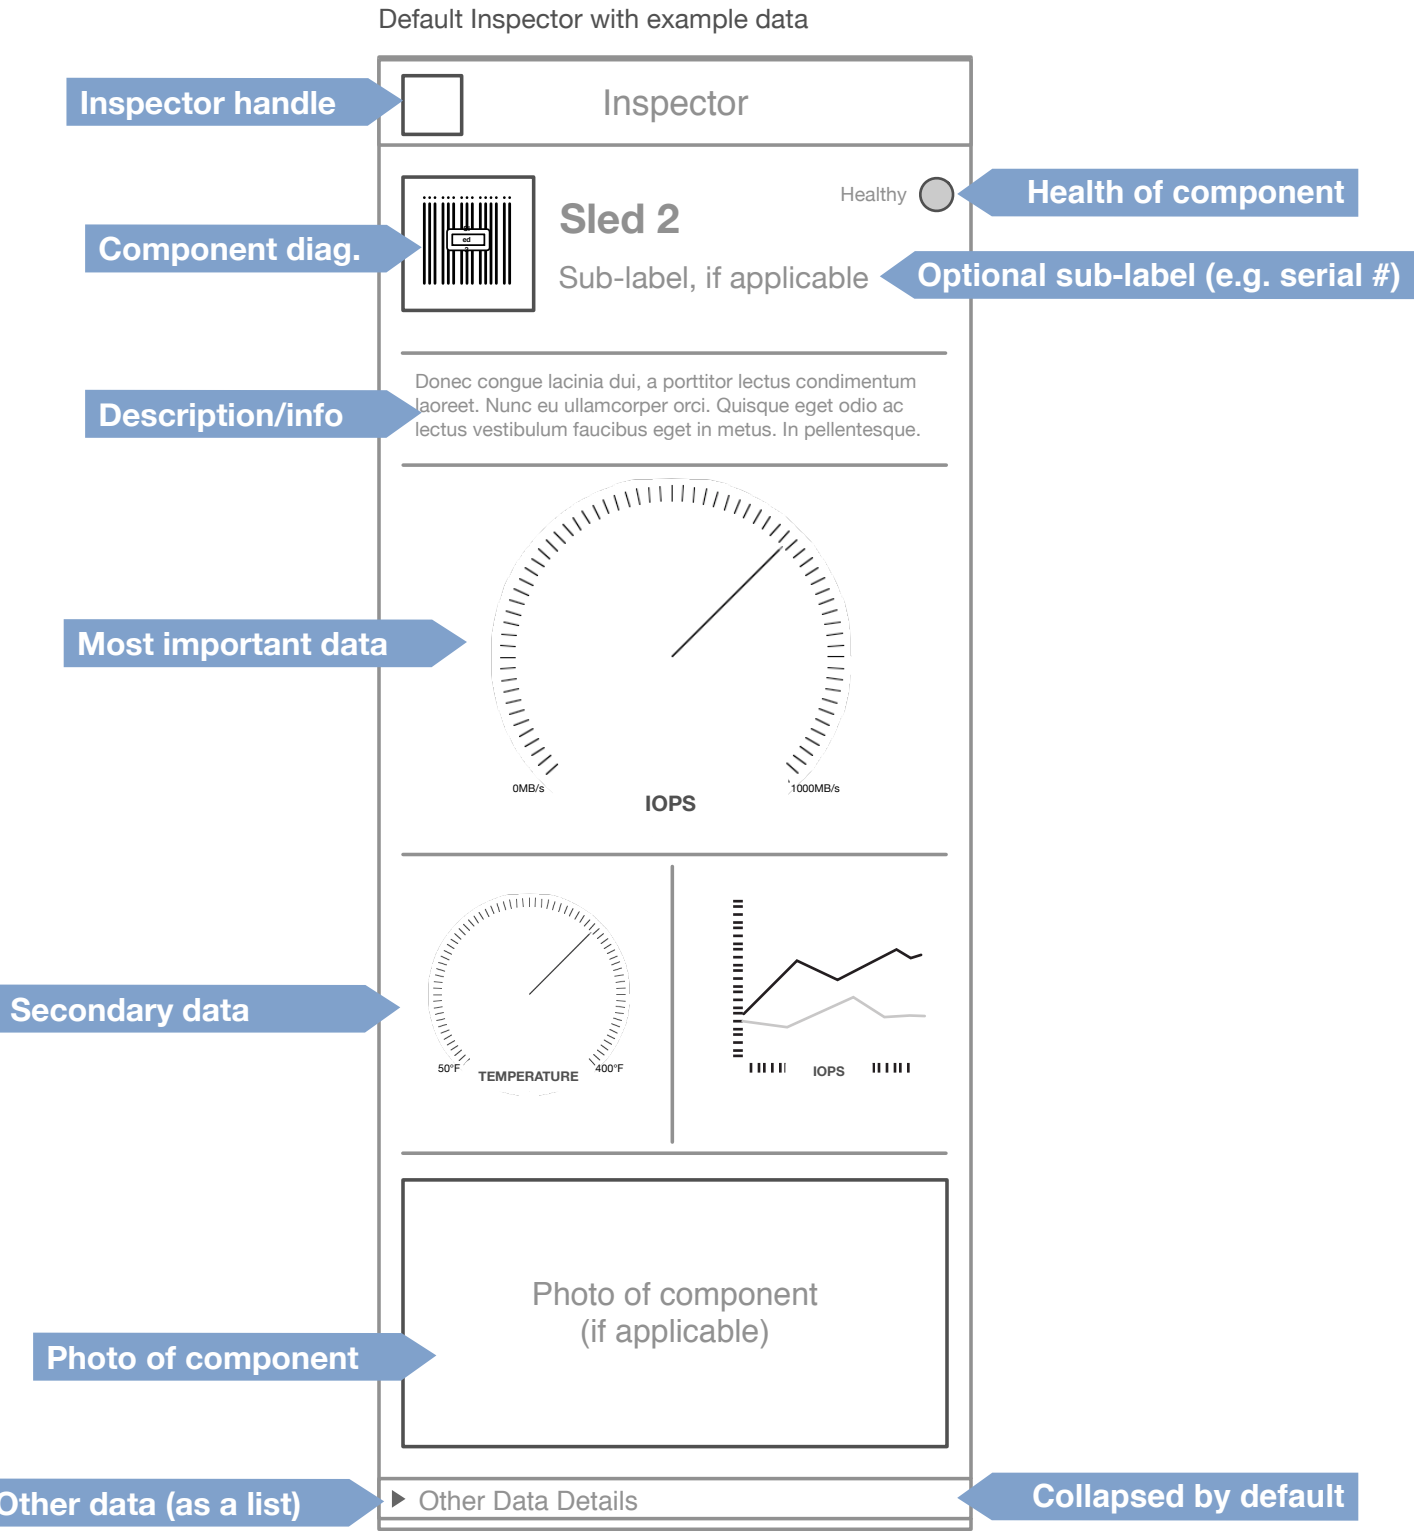 Default Inspector with example data
Inspector handle
Inspector
Healthy
Health of component
Component diag.
ed
Sled 2
Sub-label, if applicable
Optional sub-label (e.g. serial #)
Description/info
Donec congue lacinia dui, a porttitor lectus condimentum
laoreet. Nunc eu ullamcorper orci. Quisque eget odio ac
lectus vestibulum faucibus eget in metus. In pellentesque.
Most important data
0MB/s
IOPS
1000MB/s
Secondary data
50°F
TEMPERATURE
400°F
IOPS
Photo of component
Photo of component
(if applicable)
Other data (as a list)
Other Data Details
Collapsed by default